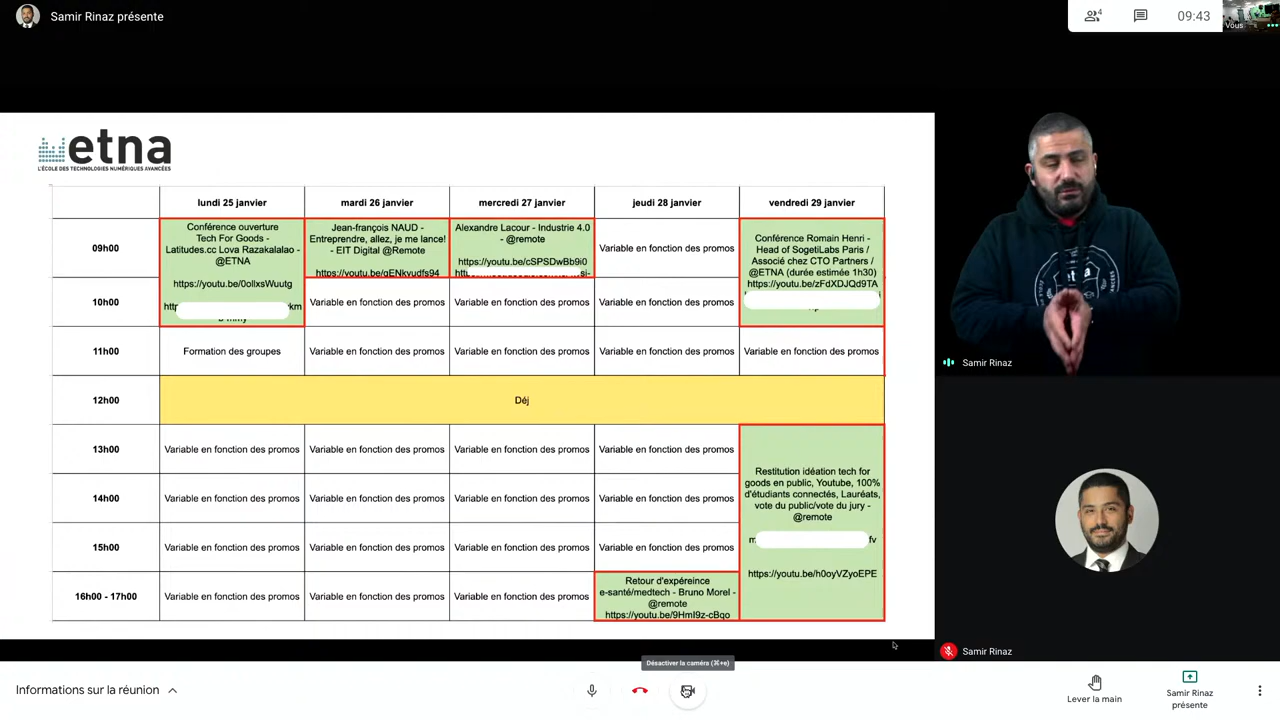 Samir Rinaz présente
4
09:43
Vous
etna
L'ÉCOLE DES TECHNOLOGIES NUMÉRIQUES AVANCÉES
lundi 25 janvier
mardi 26 janvier
mercredi 27 janvier
jeudi 28 janvier
vendredi 29 janvier
09h00
Conférence ouverture
Tech For Goods -
Latitudes.cc Lova Razakalalao -
@ETNA
https://youtu.be/0ollxsWuutg
Jean-françois NAUD -
Entreprendre, allez, je me lance!
- EIT Digital @Remote
https://youtu.be/qENkyudfs94
Alexandre Lacour - Industrie 4.0
- @remote
https://youtu.be/cSPSDwBb9i0
Variable en fonction des promos
Conférence Romain Henri -
Head of SogetiLabs Paris /
Associé chez CTO Partners /
@ETNA (durée estimée 1h30)
https://youtu.be/zFdXDJQd9TA
10h00
Variable en fonction des promos
Variable en fonction des promos
Variable en fonction des promos
11h00
Formation des groupes
Variable en fonction des promos
Variable en fonction des promos
Variable en fonction des promos
Variable en fonction des promos
12h00
Déj
13h00
Variable en fonction des promos
Variable en fonction des promos
Variable en fonction des promos
Variable en fonction des promos
Restitution idéation tech for
goods en public, Youtube, 100%
d'étudiants connectés, Lauréats,
vote du public/vote du jury -
@remote
https://youtu.be/h0oyVZyoEPE
14h00
Variable en fonction des promos
Variable en fonction des promos
Variable en fonction des promos
Variable en fonction des promos
15h00
Variable en fonction des promos
Variable en fonction des promos
Variable en fonction des promos
Variable en fonction des promos
16h00 - 17h00
Variable en fonction des promos
Variable en fonction des promos
Variable en fonction des promos
Retour d'expéreince
e-santé/medtech - Bruno Morel -
@remote
https://youtu.be/9HmI9z-cBqo
etna
Samir Rinaz
Samir Rinaz
Désactiver la caméra (⌘+e)
Informations sur la réunion
Lever la main
Samir Rinaz
présente